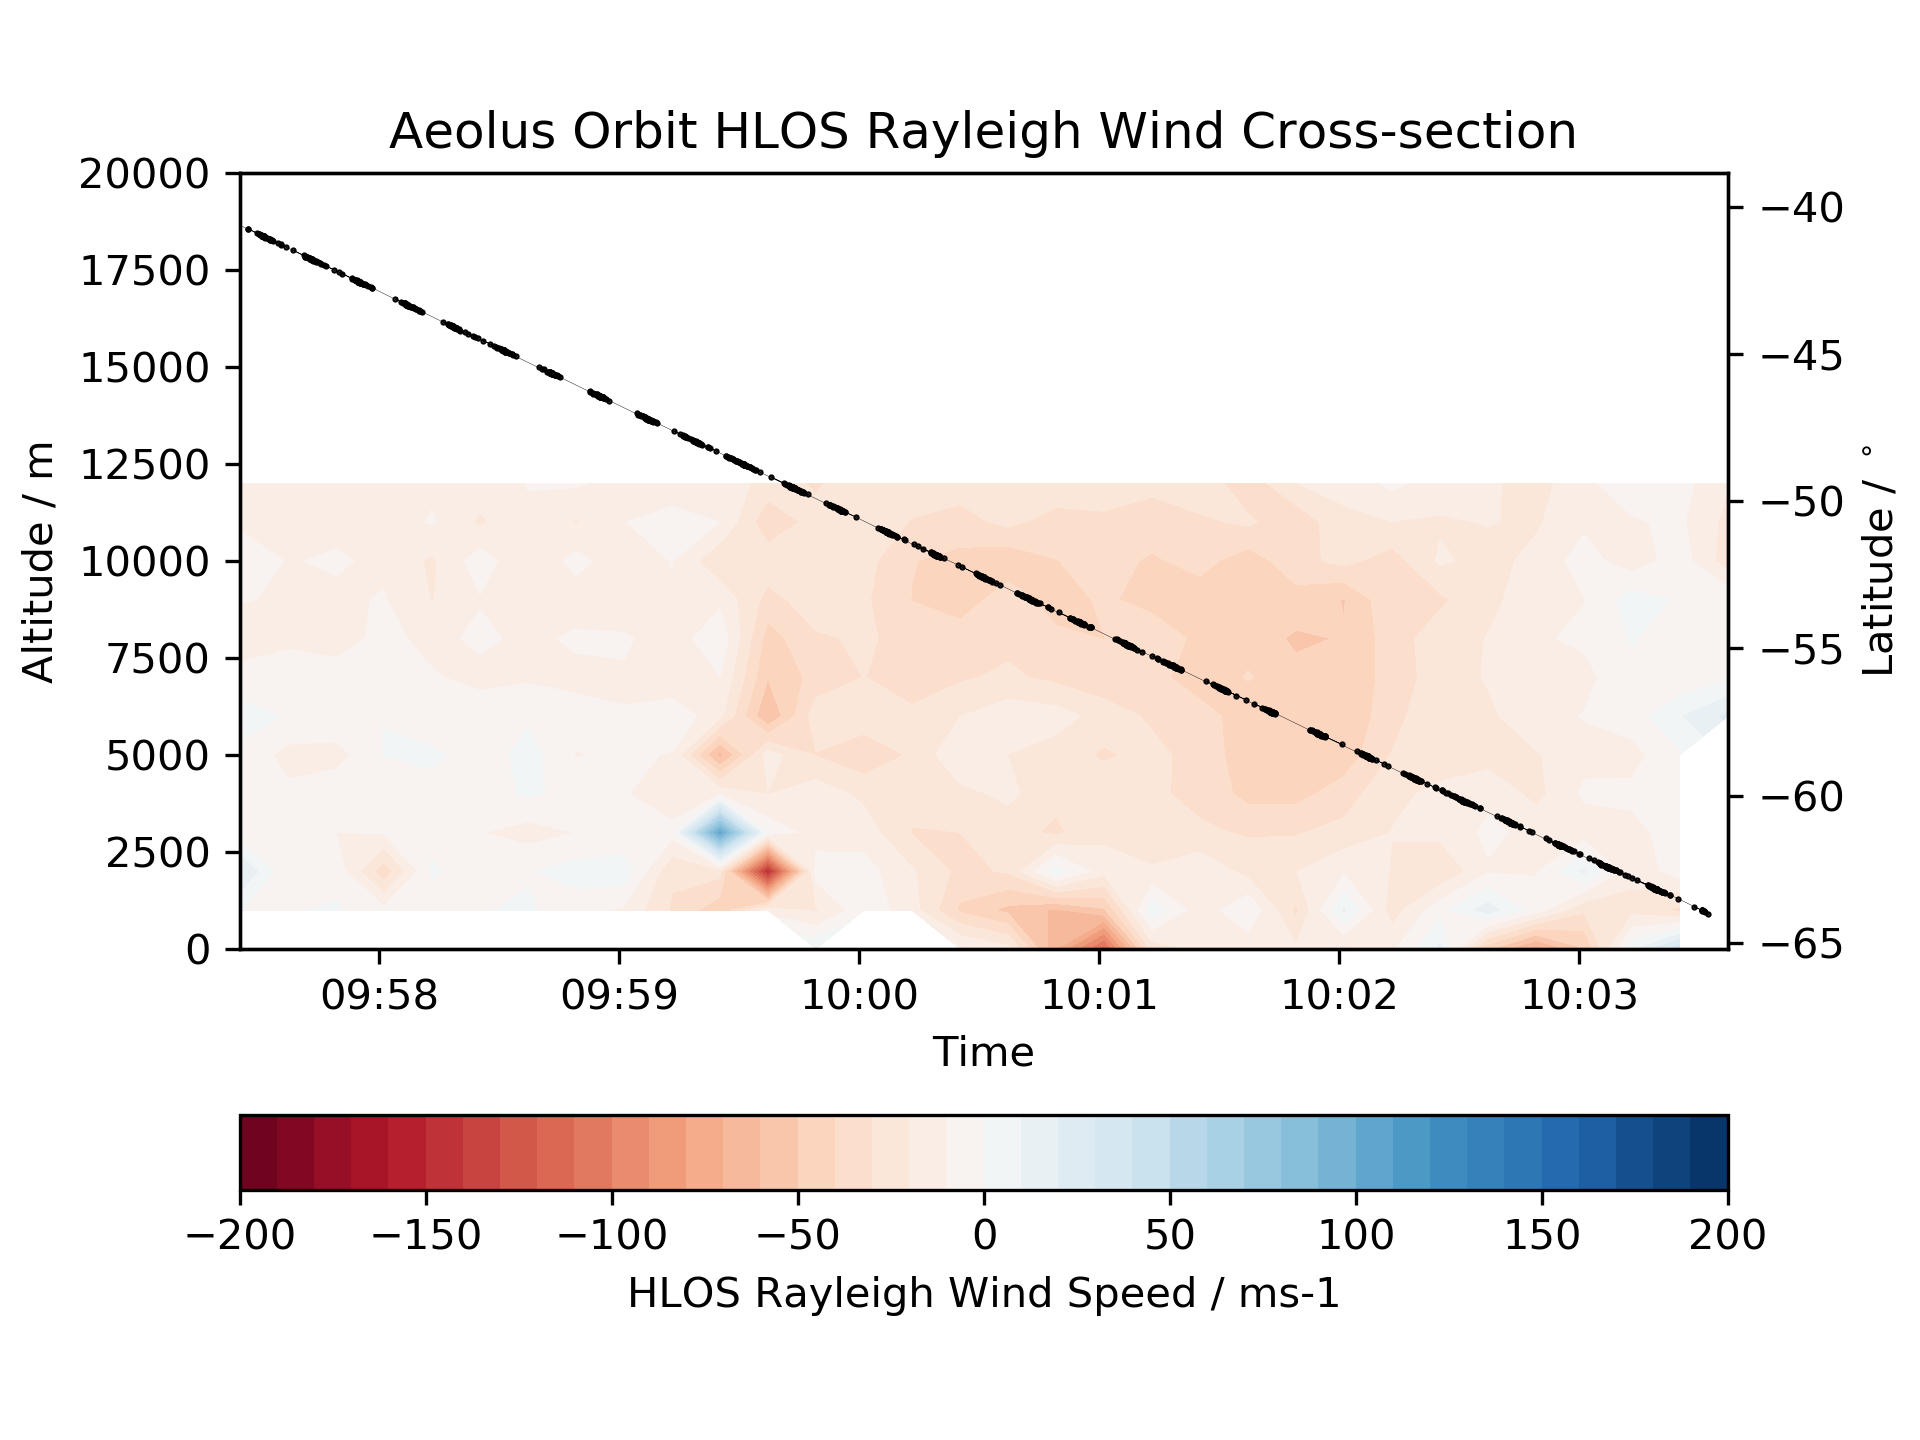 Aeolus Orbit HLOS Rayleigh Wind Cross-section
20000
17500
15000
12500
10000
7500
5000
2500
0
Altitude / m
−40
−45
−50
−55
−60
−65
Latitude / °
09:58 09:59 10:00 10:01 10:02 10:03
Time
−200 −150 −100 −50 0 50 100 150 200
HLOS Rayleigh Wind Speed / ms-1